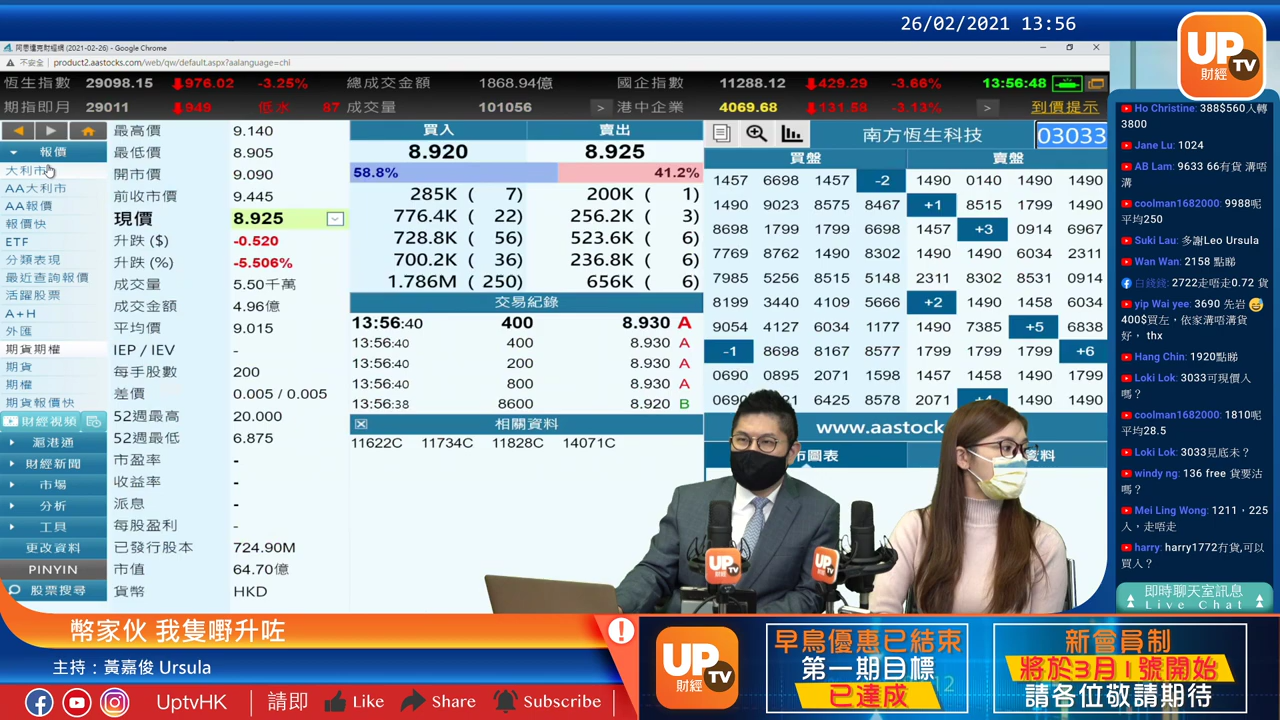 26/02/2021 13:56
UP
財經 TV
阿思達克財經網 (2021-02-26) - Google Chrome
不安全 product2.aastocks.com/web/qw/default.aspx?aalanguage=chi
恆生指數 29098.15 976.02 -3.25% 總成交金額 1868.94億 國企指數 11288.12 429.29 -3.66% 13:56:48
期指即月 29011 949 低水 87 成交量 101056 > 港中企業 4069.68 131.58 -3.13% > 到價提示
報價
大利市
AA大利市
AA報價
報價快
ETF
分類表現
最近查詢報價
活躍股票
A+H
外匯
期貨期權
期貨
期權
期貨報價快
財經視頻
滬港通
財經新聞
市場
分析
工具
更改資料
PINYIN
股票搜尋
最高價 9.140
最低價 8.905
開市價 9.090
前收市價 9.445
現價 8.925
升跌 ($) -0.520
升跌 (%) -5.506%
成交量 5.50千萬
成交金額 4.96億
平均價 9.015
IEP / IEV -
每手股數 200
差價 0.005 / 0.005
52週最高 20.000
52週最低 6.875
市盈率 -
收益率 -
派息 -
每股盈利 -
已發行股本 724.90M
市值 64.70億
貨幣 HKD
買入 賣出
8.920 8.925
58.8% 41.2%
285K ( 7) 200K ( 1)
776.4K ( 22) 256.2K ( 3)
728.8K ( 56) 523.6K ( 6)
700.2K ( 36) 236.8K ( 6)
1.786M ( 250) 656K ( 6)
交易紀錄
13:56:40 400 8.930 A
13:56:40 400 8.930 A
13:56:40 200 8.930 A
13:56:40 800 8.930 A
13:56:38 8600 8.920 B
相關資料
11622C 11734C 11828C 14071C
南方恆生科技 03033
買盤 賣盤
1457 6698 1457 -2 1490 0140 1490 1490
1490 9023 8575 8467 +1 8515 1799 1490
8698 1799 1799 6698 1457 +3 0914 6967
7769 8762 1490 8302 1490 1490 6034 2311
7985 5256 8515 5148 2311 8302 8531 0914
8199 3440 4109 5666 +2 1490 1458 6034
9054 4127 6034 1177 1490 7385 +5 6838
-1 8698 8167 8577 1799 1799 1799 +6
0690 0895 2071 1598 1457 1458 1490 1799
6425 8578 2071 1490 1490
www.aastock
市圖表 資料
Ho Christine: 388$560入轉
3800
Jane Lu: 1024
AB Lam: 9633 66冇貨 溝唔
溝
coolman1682000: 9988呢
平均250
Suki Lau: 多謝Leo Ursula
Wan Wan: 2158 點睇
白錢錢: 2722走唔走0.72 貨
yip Wai yee: 3690 先岩
400$買左，依家溝唔溝貨
好， thx
Hang Chin: 1920點睇
Loki Lok: 3033可現價入
嗎？
coolman1682000: 1810呢
平均28.5
Loki Lok: 3033見底未？
windy ng: 136 free 貨要沽
嗎？
Mei Ling Wong: 1211，225
人，走唔走
harry: harry1772冇貨,可以
買入？
即時聊天室訊息
Live Chat
UP
TV
UP
TV
幣家伙 我隻嘢升咗
主持：黃嘉俊 Ursula
UptvHK 請即 Like Share Subscribe
UP
財經 TV
早鳥優惠已結束
第一期目標
已達成
新會員制
將於3月1號開始
請各位敬請期待